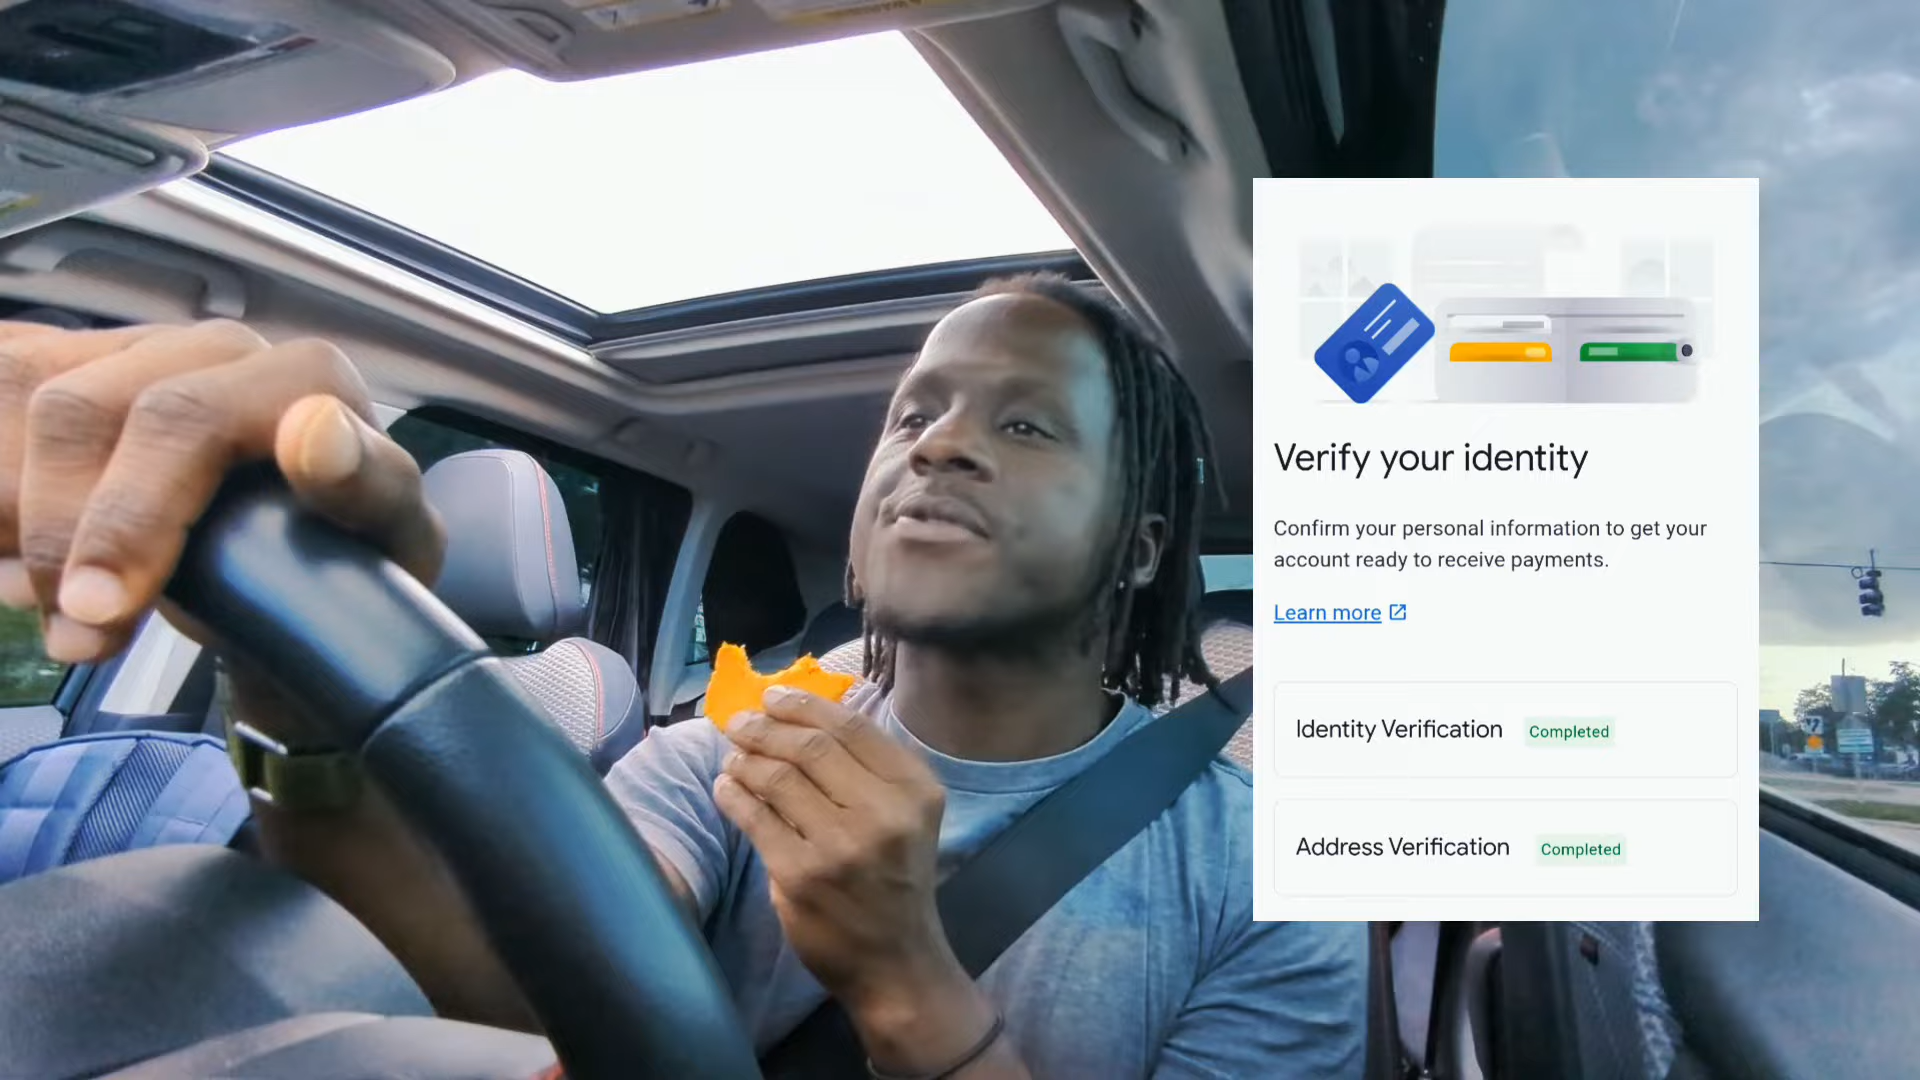 Verify your identity
Confirm your personal information to get your
account ready to receive payments.
Learn more
Identity Verification Completed
Address Verification Completed